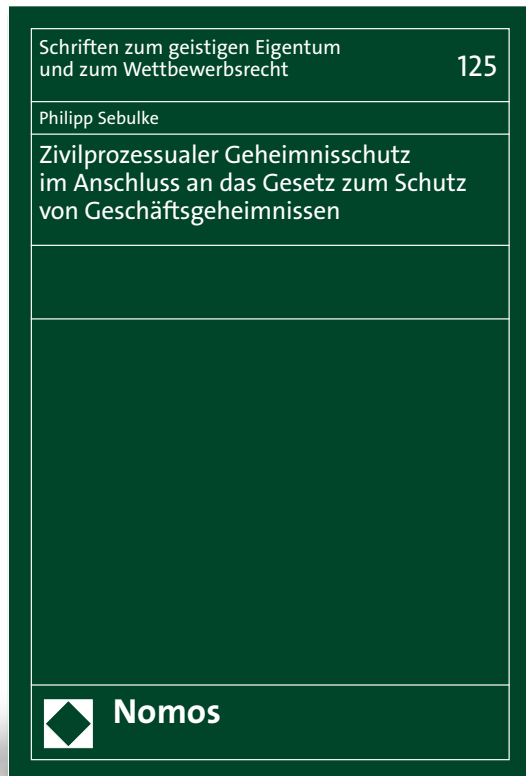 Schriften zum geistigen Eigentum
und zum Wettbewerbsrecht
125
Philipp Sebulke
Zivilprozessualer Geheimnisschutz
im Anschluss an das Gesetz zum Schutz
von Geschäftsgeheimnissen
Nomos